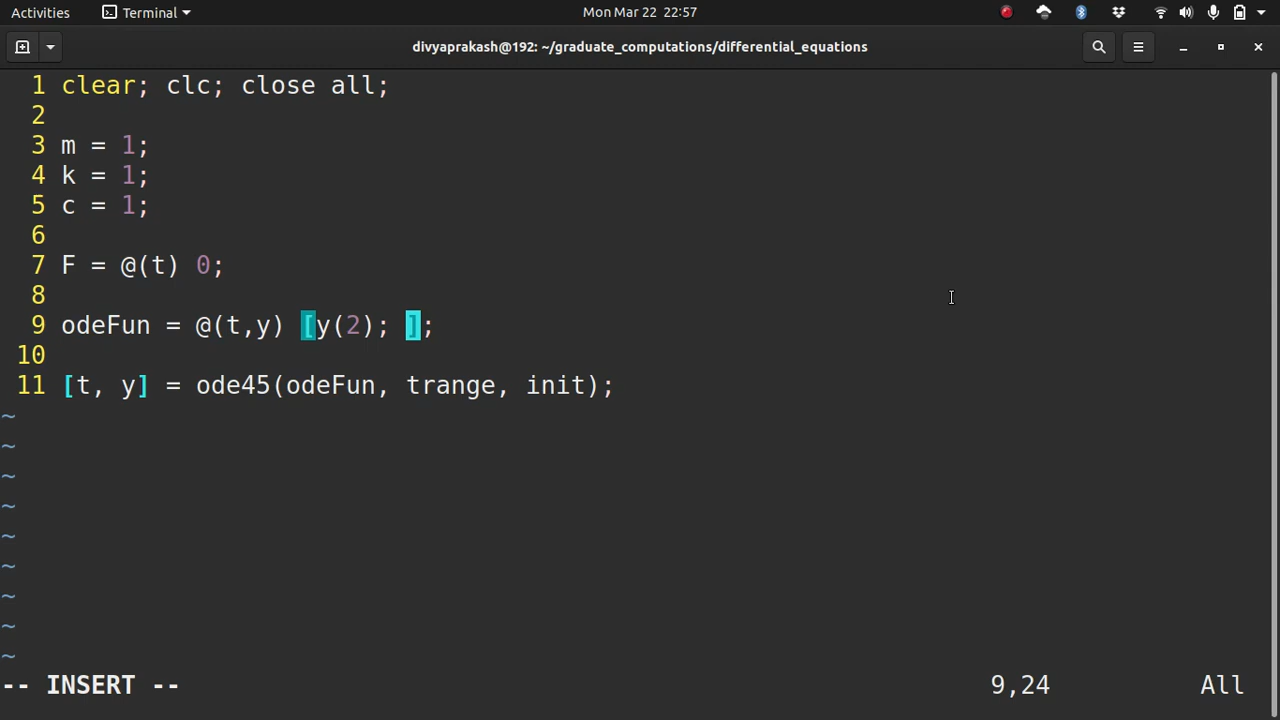 Activities Terminal Mon Mar 22 22:57
divyaprakash@192: ~/graduate_computations/differential_equations
1 clear; clc; close all;
2
3 m = 1;
4 k = 1;
5 c = 1;
6
7 F = @(t) 0;
8
9 odeFun = @(t,y) [y(2); ];
10
11 [t, y] = ode45(odeFun, trange, init);
~
~
~
~
~
~
~
~
~
-- INSERT -- 9,24 All